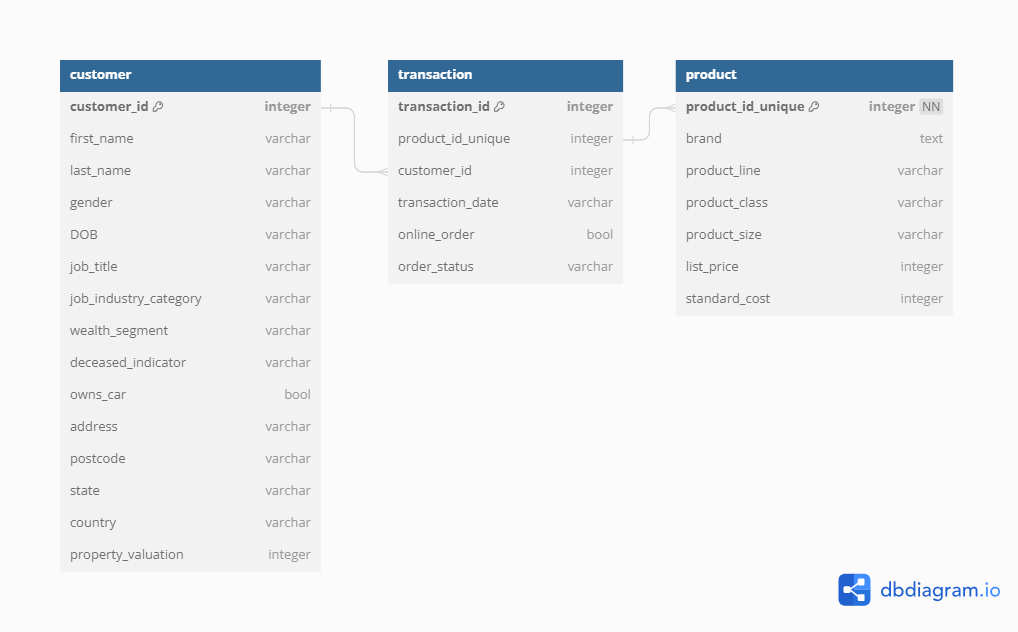 customer
customer_id integer
first_name varchar
last_name varchar
gender varchar
DOB varchar
job_title varchar
job_industry_category varchar
wealth_segment varchar
deceased_indicator varchar
owns_car bool
address varchar
postcode varchar
state varchar
country varchar
property_valuation integer
transaction
transaction_id integer
product_id_unique integer
customer_id integer
transaction_date varchar
online_order bool
order_status varchar
product
product_id_unique integer NN
brand text
product_line varchar
product_class varchar
product_size varchar
list_price integer
standard_cost integer
dbdiagram.io